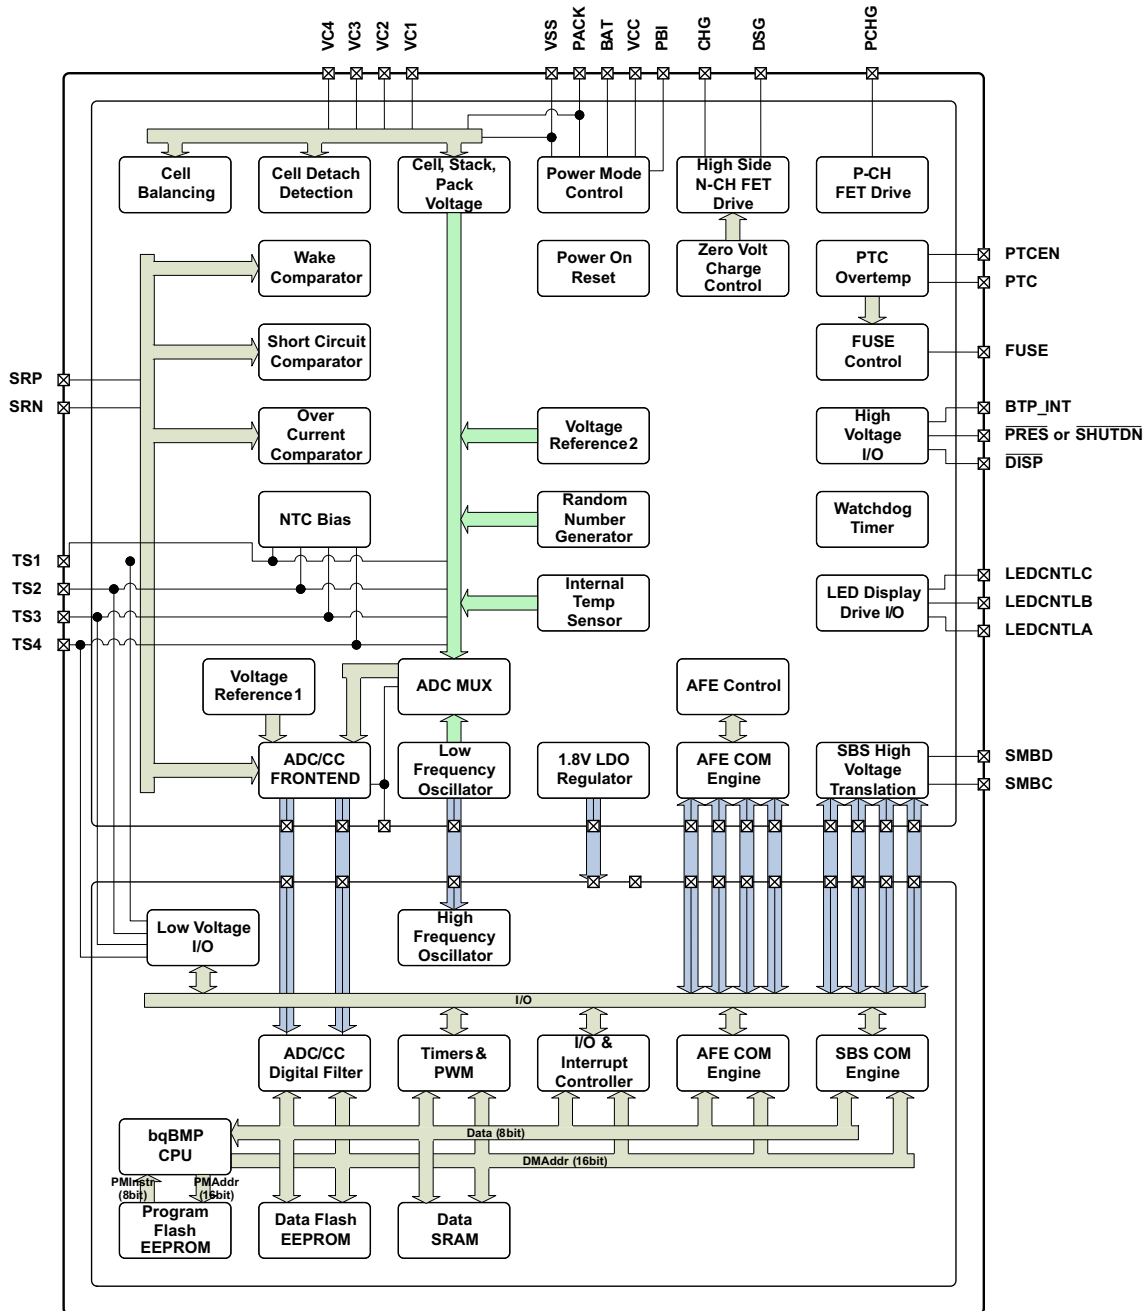 VC4
VC3
VC2
VC1
VSS
PACK
BAT
VCC
PBI
CHG
DSG
PCHG
Cell
Balancing
Cell Detach
Detection
Cell, Stack,
Pack
Voltage
Power Mode
Control
High Side
N-CH FET
Drive
P-CH
FET Drive
Wake
Comparator
Power On
Reset
Zero Volt
Charge
Control
PTC
Overtemp
PTCEN
PTC
Short Circuit
Comparator
FUSE
Control
FUSE
SRP
SRN
Over
Current
Comparator
Voltage
Reference2
High
Voltage
I/O
BTP_INT
PRES or SHUTDN
DISP
NTC Bias
Random
Number
Generator
Watchdog
Timer
TS1
TS2
TS3
TS4
Internal
Temp
Sensor
LED Display
Drive I/O
LEDCNTLC
LEDCNTLB
LEDCNTLA
Voltage
Reference1
ADC MUX
AFE Control
ADC/CC
FRONTEND
Low
Frequency
Oscillator
1.8V LDO
Regulator
AFE COM
Engine
SBS High
Voltage
Translation
SMBD
SMBC
Low Voltage
I/O
High
Frequency
Oscillator
I/O
ADC/CC
Digital Filter
Timers&
PWM
I/O &
Interrupt
Controller
AFE COM
Engine
SBS COM
Engine
bqBMP
CPU
Data (8bit)
DMAddr (16bit)
PMInstr
(8bit)
PMAddr
(16bit)
Program
Flash
EEPROM
Data Flash
EEPROM
Data
SRAM